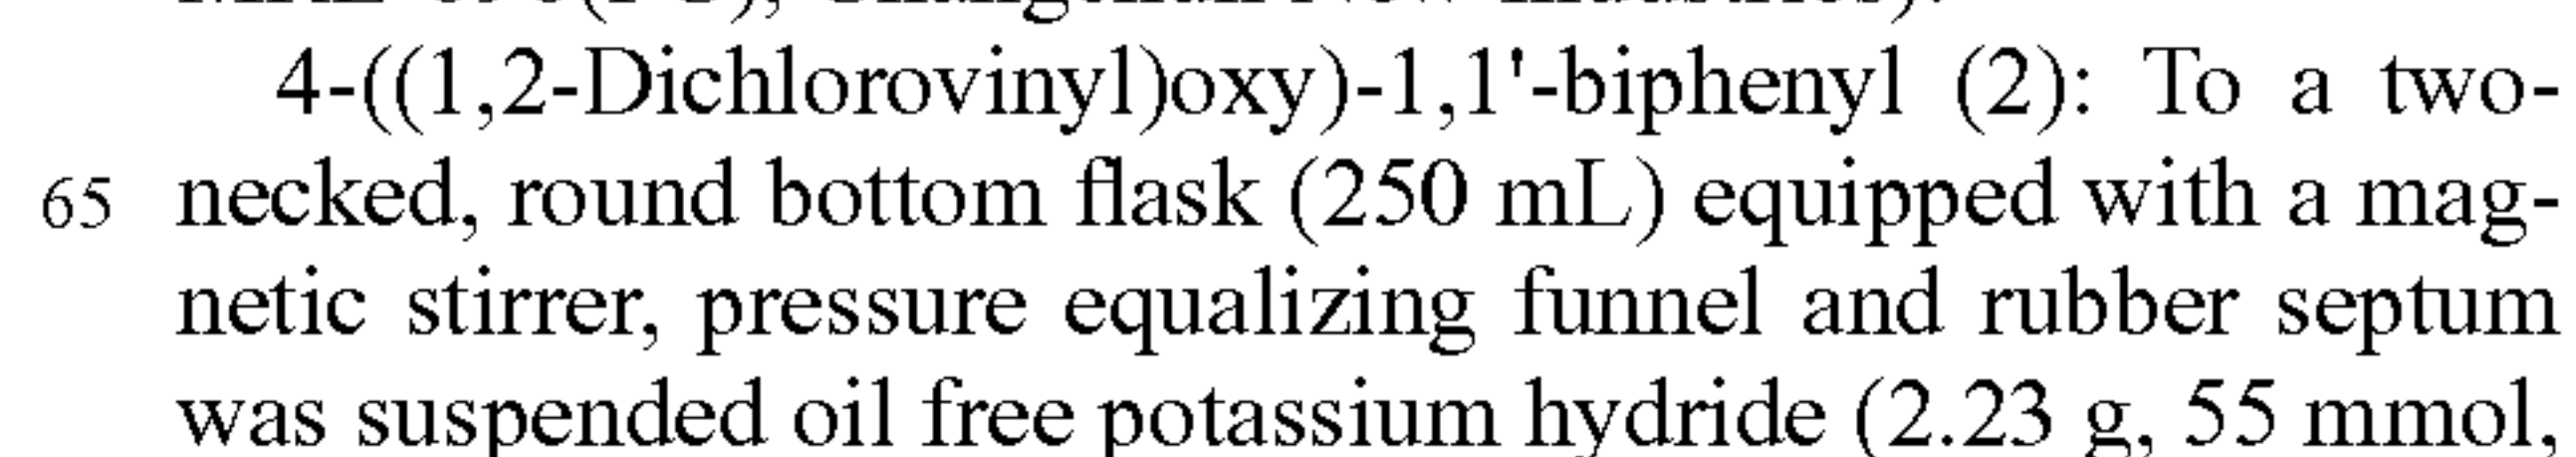 4-((1,2-Dichlorovinyl)oxy)-1,1'-biphenyl (2): To a two-
65 necked, round bottom flask (250 mL) equipped with a mag-
netic stirrer, pressure equalizing funnel and rubber septum
was suspended oil free potassium hydride (2.23 g, 55 mmol,